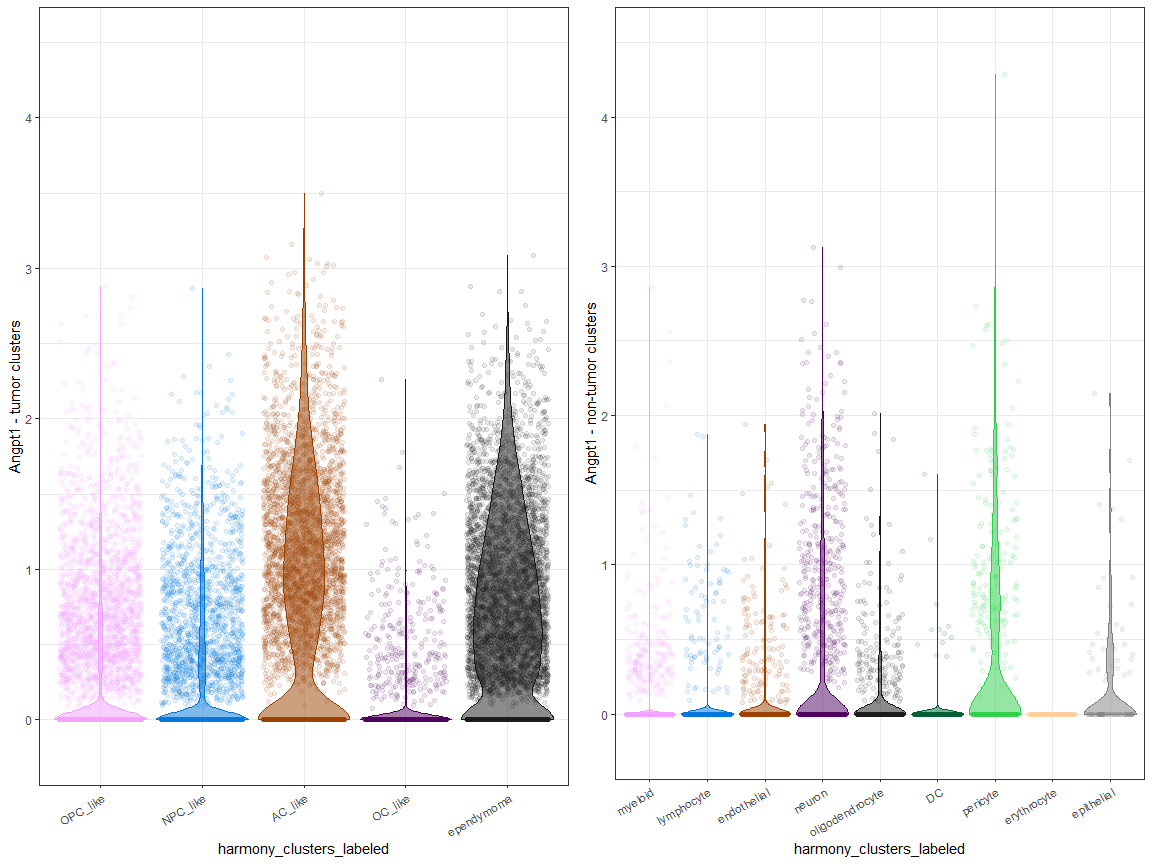 Angpt1 - tumor clusters
4
3
2
1
0
OPC_like
NPC_like
AC_like
OC_like
ependymoma
harmony_clusters_labeled
Angpt1 - non-tumor clusters
4
3
2
1
0
myeloid
lymphocyte
endothelial
neuron
oligodendrocyte
DC
pericyte
erythrocyte
epithelial
harmony_clusters_labeled